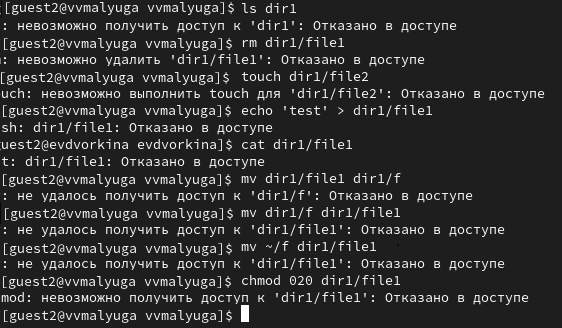 [guest2@vvmalyuga vvmalyuga]$ ls dir1
: невозможно получить доступ к 'dir1': Отказано в доступе
[guest2@vvmalyuga vvmalyuga]$ rm dir1/file1
: невозможно удалить 'dir1/file1': Отказано в доступе
[guest2@vvmalyuga vvmalyuga]$ touch dir1/file2
uch: невозможно выполнить touch для 'dir1/file2': Отказано в доступе
[guest2@vvmalyuga vvmalyuga]$ echo 'test' > dir1/file1
sh: dir1/file1: Отказано в доступе
guest2@evdvorkina evdvorkina]$ cat dir1/file1
t: dir1/file1: Отказано в доступе
[guest2@vvmalyuga vvmalyuga]$ mv dir1/file1 dir1/f
: не удалось получить доступ к 'dir1/f': Отказано в доступе
[guest2@vvmalyuga vvmalyuga]$ mv dir1/f dir1/file1
: не удалось получить доступ к 'dir1/file1': Отказано в доступе
[guest2@vvmalyuga vvmalyuga]$ mv ~/f dir1/file1
: не удалось получить доступ к 'dir1/file1': Отказано в доступе
[guest2@vvmalyuga vvmalyuga]$ chmod 020 dir1/file1
mod: невозможно получить доступ к 'dir1/file1': Отказано в доступе
[guest2@vvmalyuga vvmalyuga]$